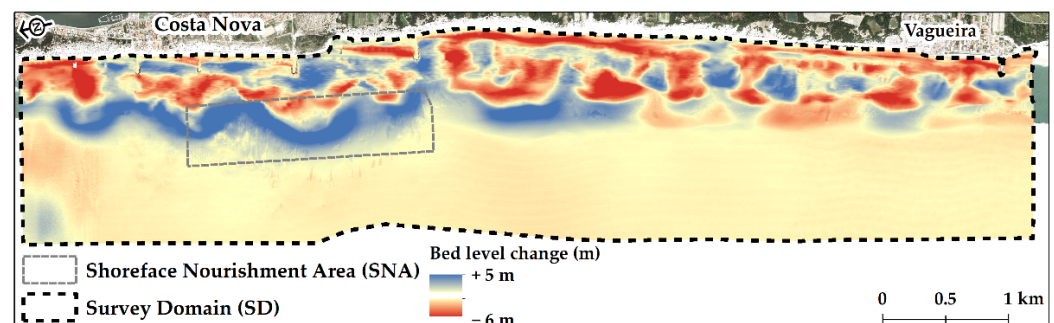 Z
Costa Nova
Vagueira
Bed level change (m)
+ 5 m
− 6 m
Shoreface Nourishment Area (SNA)
Survey Domain (SD)
0 0.5 1 km